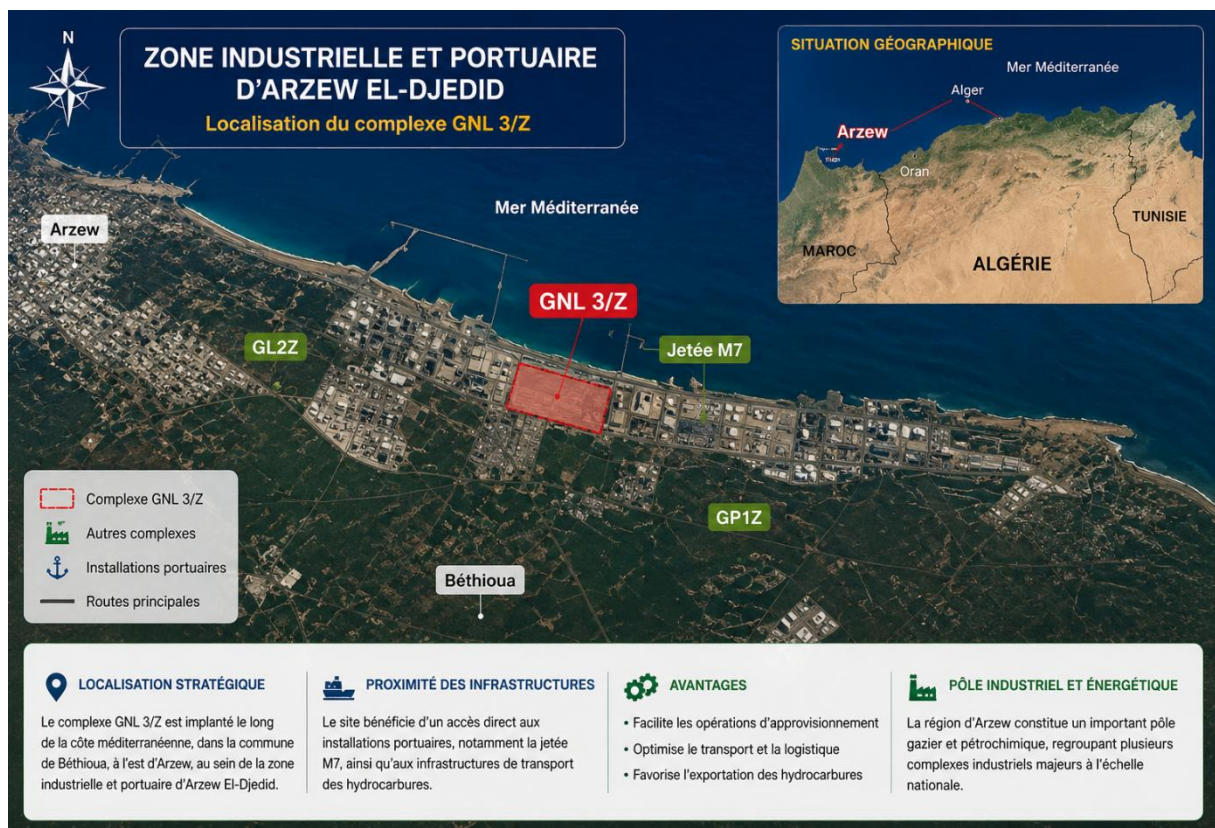 N
ZONE INDUSTRIELLE ET PORTUAIRE
D'ARZEW EL-DJEDID
Localisation du complexe GNL 3/Z
SITUATION GÉOGRAPHIQUE
Mer Méditerranée
Alger
Arzew
Oran
MAROC
ALGÉRIE
TUNISIE
Mer Méditerranée
Arzew
GNL 3/Z
GL2Z
Jetée M7
GP1Z
Béthioua
Complexe GNL 3/Z
Autres complexes
Installations portuaires
Routes principales
LOCALISATION STRATÉGIQUE
Le complexe GNL 3/Z est implanté le long
de la côte méditerranéenne, dans la commune
de Béthioua, à l'est d'Arzew, au sein de la zone
industrielle et portuaire d'Arzew El-Djedid.
PROXIMITÉ DES INFRASTRUCTURES
Le site bénéficie d'un accès direct aux
installations portuaires, notamment la jetée
M7, ainsi qu'aux infrastructures de transport
des hydrocarbures.
AVANTAGES
• Facilite les opérations d'approvisionnement
• Optimise le transport et la logistique
• Favorise l'exportation des hydrocarbures
PÔLE INDUSTRIEL ET ÉNERGÉTIQUE
La région d'Arzew constitue un important pôle
gazier et pétrochimique, regroupant plusieurs
complexes industriels majeurs à l'échelle
nationale.